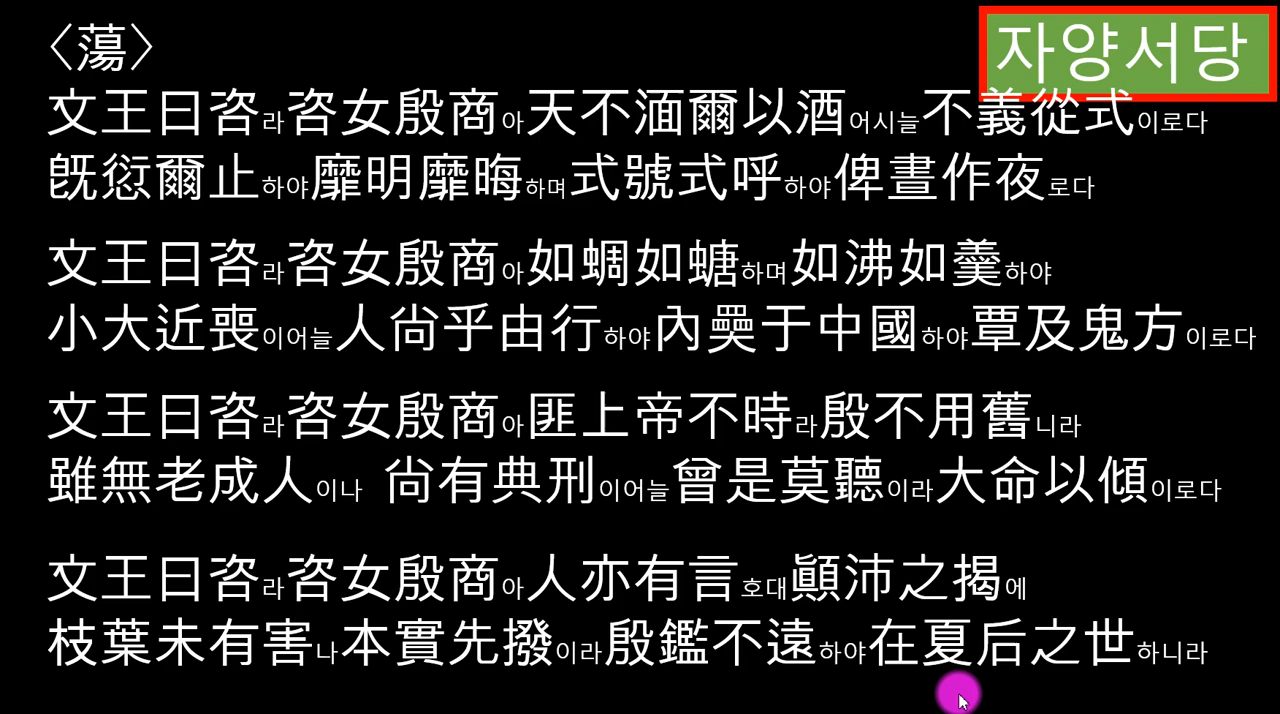 〈蕩〉
자양서당
文王曰咨라咨女殷商아天不湎爾以酒어시늘不義從式이로다
旣愆爾止하야靡明靡晦하며式號式呼하야俾晝作夜로다
文王曰咨라咨女殷商아如蜩如螗하며如沸如羹하야
小大近喪이어늘人尙乎由行하야內奰于中國하야覃及鬼方이로다
文王曰咨라咨女殷商아匪上帝不時라殷不用舊니라
雖無老成人이나 尙有典刑이어늘曾是莫聽이라大命以傾이로다
文王曰咨라咨女殷商아人亦有言호대顚沛之揭에
枝葉未有害나本實先撥이라殷鑑不遠하야在夏后之世하니라